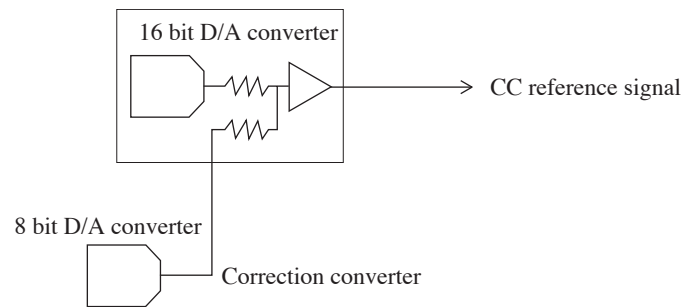 16 bit D/A converter
CC reference signal
8 bit D/A converter
Correction converter